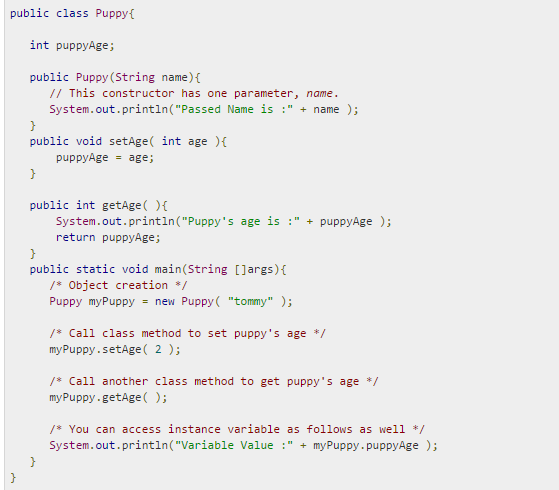 public class Puppy{
int puppyAge;
public Puppy(String name){
// This constructor has one parameter, name.
System.out.println("Passed Name is :" + name );
}
public void setAge( int age ){
puppyAge = age;
}
public int getAge( ){
System.out.println("Puppy's age is :" + puppyAge );
return puppyAge;
}
public static void main(String []args){
/* Object creation */
Puppy myPuppy = new Puppy( "tommy" );
/* Call class method to set puppy's age */
myPuppy.setAge( 2 );
/* Call another class method to get puppy's age */
myPuppy.getAge( );
/* You can access instance variable as follows as well */
System.out.println("Variable Value :" + myPuppy.puppyAge );
}
}